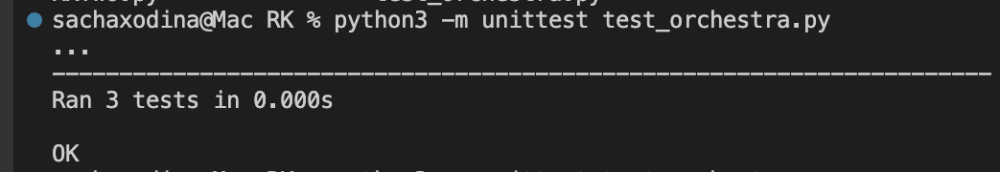 sachaxodina@Mac RK % python3 -m unittest test_orchestra.py
...
----------------------------------------------------------------------
Ran 3 tests in 0.000s
OK